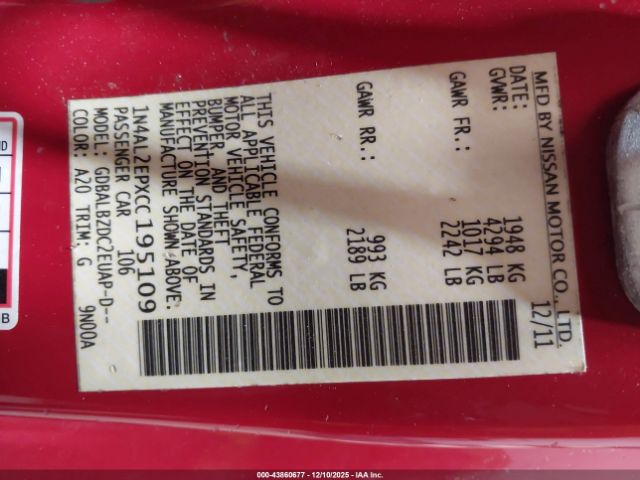 MFD BY NISSAN MOTOR CO., LTD.
DATE: 12/11
GVWR: 1948 KG
4294 LB
GAWR FR.: 1017 KG
2242 LB
GAWR RR.: 993 KG
2189 LB
THIS VEHICLE CONFORMS TO
ALL APPLICABLE FEDERAL
MOTOR VEHICLE SAFETY,
BUMPER AND THEFT
PREVENTION STANDARDS IN
EFFECT ON THE DATE OF
MANUFACTURE SHOWN ABOVE:
1N4AL2EPXCC195109
PASSENGER CAR 106
MODEL: GDBALBZDC2EUAP-D--
COLOR: A20 TRIM: G 9N00A
000-43860677 - 12/10/2025 - IAA Inc.